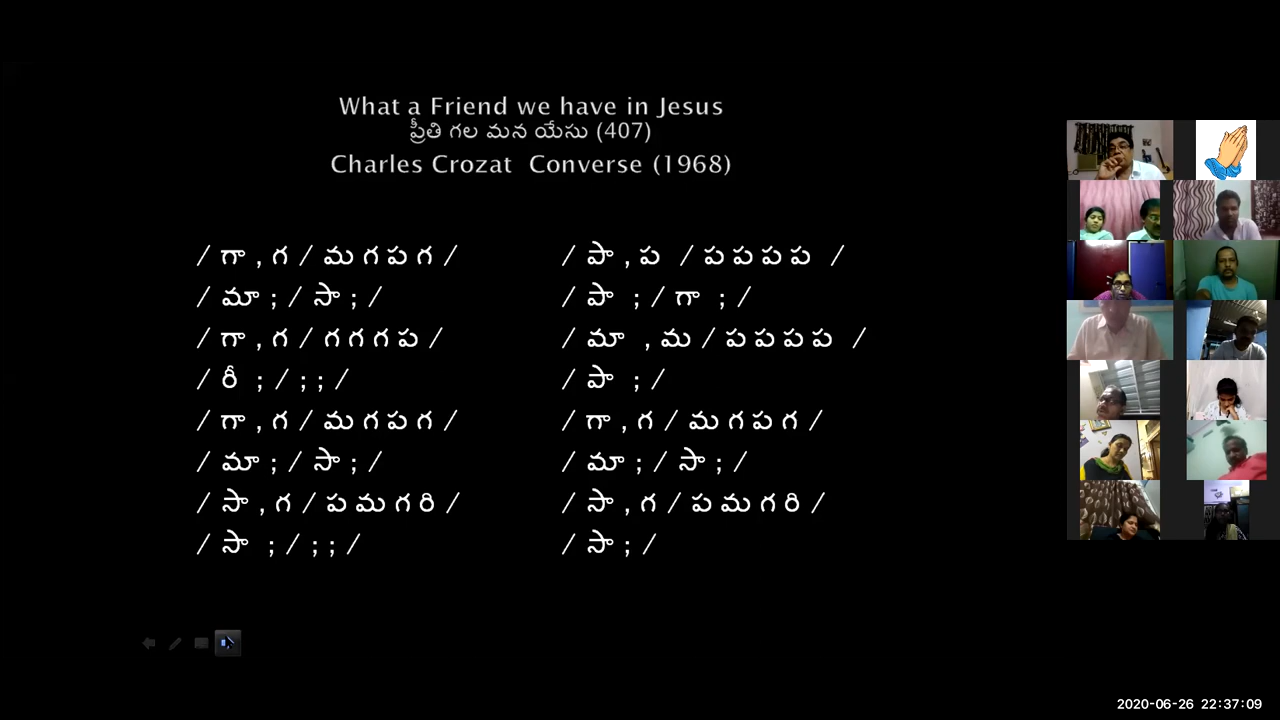 What a Friend we have in Jesus
ప్రీతి గల మన యేసు (407)
Charles Crozat Converse (1968)
/ గా , గ / మ గ ప గ /
/ మా ; / సా ; /
/ గా , గ / గ గ గ ప /
/ రీ ; / ; ; /
/ గా , గ / మ గ ప గ /
/ మా ; / సా ; /
/ సా , గ / ప మ గ రి /
/ సా ; / ; ; /
/ పా , ప / ప ప ప ప /
/ పా ; / గా ; /
/ మా , మ / ప ప ప ప /
/ పా ; /
/ గా , గ / మ గ ప గ /
/ మా ; / సా ; /
/ సా , గ / ప మ గ రి /
/ సా ; /
2020-06-26 22:37:09